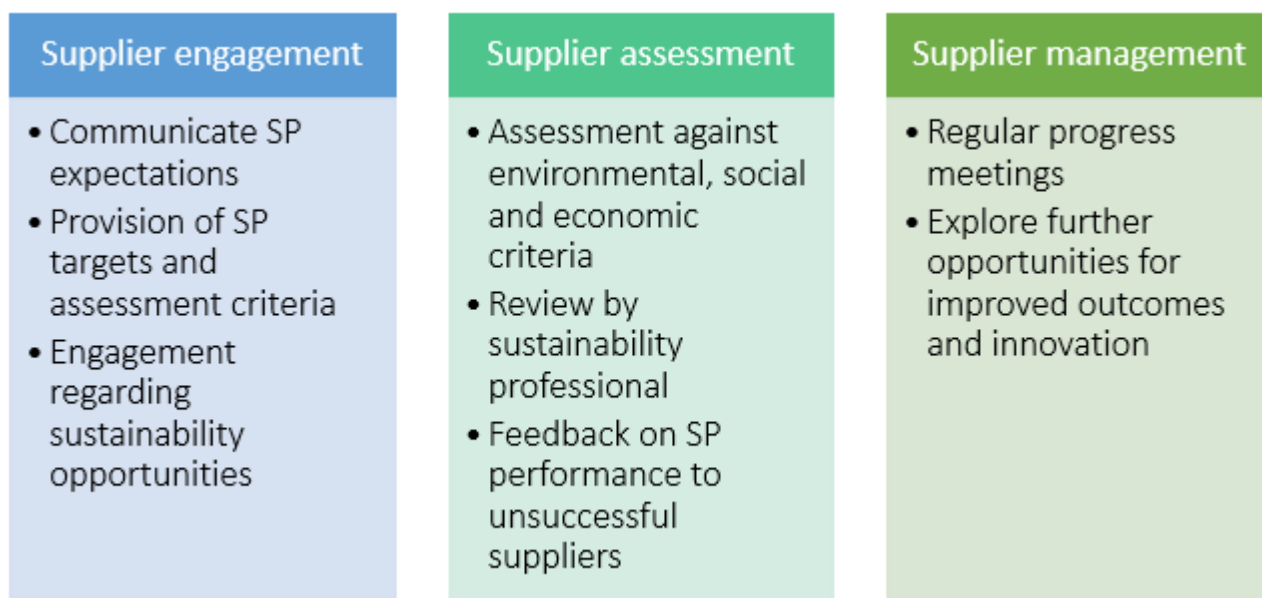 Supplier engagement
• Communicate SP
expectations
• Provision of SP
targets and
assessment criteria
• Engagement
regarding
sustainability
opportunities
Supplier assessment
• Assessment against
environmental, social
and economic
criteria
• Review by
sustainability
professional
• Feedback on SP
performance to
unsuccessful
suppliers
Supplier management
• Regular progress
meetings
• Explore further
opportunities for
improved outcomes
and innovation